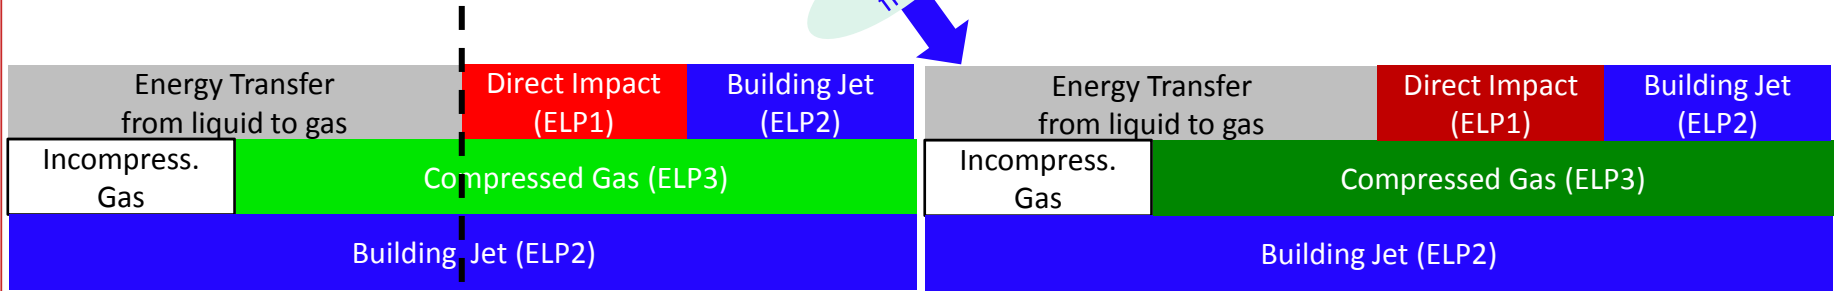 Energy Transfer
from liquid to gas
Direct Impact
(ELP1)
Building Jet
(ELP2)
Incompress.
Gas
Compressed Gas (ELP3)
Building Jet (ELP2)
Energy Transfer
from liquid to gas
Direct Impact
(ELP1)
Building Jet
(ELP2)
Incompress.
Gas
Compressed Gas (ELP3)
Building Jet (ELP2)